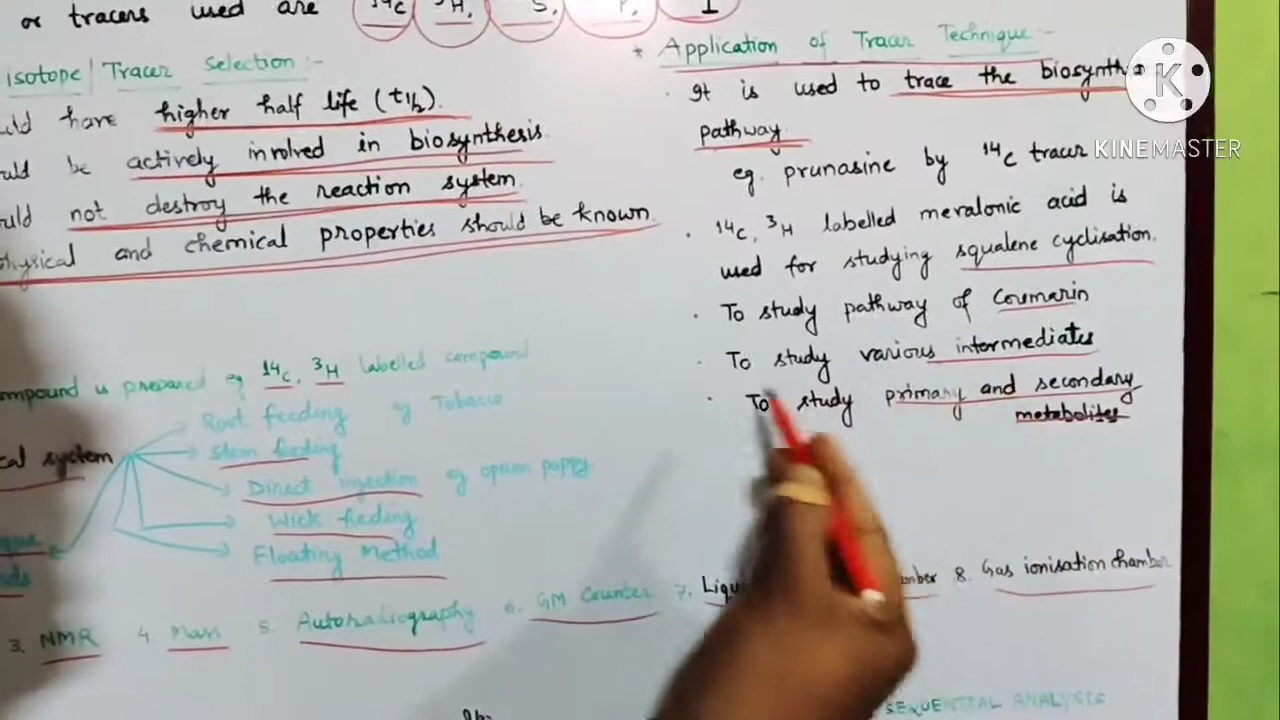 or tracers used are ¹⁴C ³H, S, P, I
isotope/Tracer Selection :-
uld have higher half life (t1/2).
uld be actively involved in biosynthesis
uld not destroy the reaction system.
physical and chemical properties should be known.
ompound is prepared eg ¹⁴C, ³H labelled compound
Root feeding eg Tobacco
cal system
Stem feeding
Direct injection eg opium poppy
Wick feeding
Floating Method
3. NMR 4. Mass 5. Autoradiography 6. GM Counter 7. Liqu mber 8. Gas ionisation chamber
* Application of Tracer Technique :-
· It is used to trace the biosynthe
pathway.
eg. prunasine by ¹⁴C tracer
· ¹⁴C, ³H labelled mevalonic acid is
used for studying squalene cyclisation.
· To study pathway of Coumarin
· To study various intermediates
· To study primary and secondary
metabolites
SEQUENTIAL ANALYSIS
K
KINEMASTER